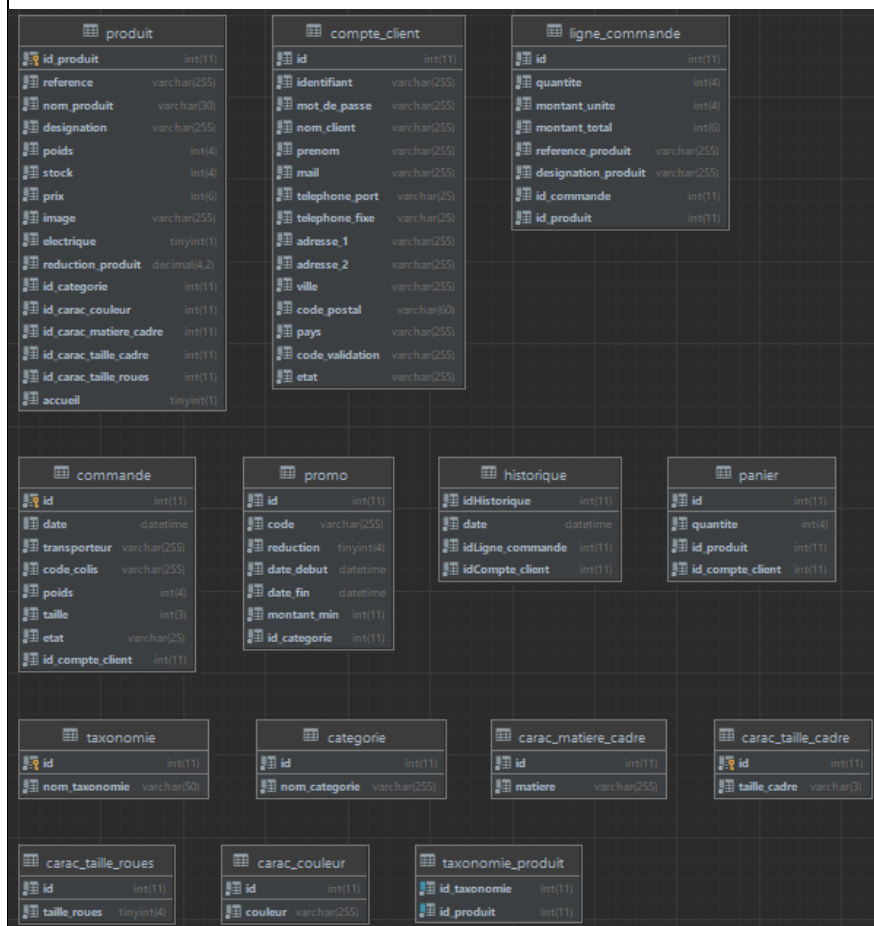 produit
id_produit int(11)
reference varchar(255)
nom_produit varchar(30)
designation varchar(255)
poids int(4)
stock int(4)
prix int(6)
image varchar(255)
electrique tinyint(1)
reduction_produit decimal(4,2)
id_categorie int(11)
id_carac_couleur int(11)
id_carac_matiere_cadre int(11)
id_carac_taille_cadre int(11)
id_carac_taille_roues int(11)
accueil tinyint(1)
compte_client
id int(11)
identifiant varchar(255)
mot_de_passe varchar(255)
nom_client varchar(255)
prenom varchar(255)
mail varchar(255)
telephone_port varchar(25)
telephone_fixe varchar(25)
adresse_1 varchar(255)
adresse_2 varchar(255)
ville varchar(255)
code_postal varchar(60)
pays varchar(255)
code_validation varchar(255)
etat varchar(255)
ligne_commande
id int(11)
quantite int(4)
montant_unite int(4)
montant_total int(6)
reference_produit varchar(255)
designation_produit varchar(255)
id_commande int(11)
id_produit int(11)
commande
id int(11)
date datetime
transporteur varchar(255)
code_colis varchar(255)
poids int(4)
taille int(3)
etat varchar(25)
id_compte_client int(11)
promo
id int(11)
code varchar(255)
reduction tinyint(4)
date_debut datetime
date_fin datetime
montant_min int(11)
id_categorie int(11)
historique
idHistorique int(11)
date datetime
idLigne_commande int(11)
idCompte_client int(11)
panier
id int(11)
quantite int(4)
id_produit int(11)
id_compte_client int(11)
taxonomie
id int(11)
nom_taxonomie varchar(50)
categorie
id int(11)
nom_categorie varchar(255)
carac_matiere_cadre
id int(11)
matiere varchar(255)
carac_taille_cadre
id int(11)
taille_cadre varchar(3)
carac_taille_roues
id int(11)
taille_roues tinyint(4)
carac_couleur
id int(11)
couleur varchar(255)
taxonomie_produit
id_taxonomie int(11)
id_produit int(11)